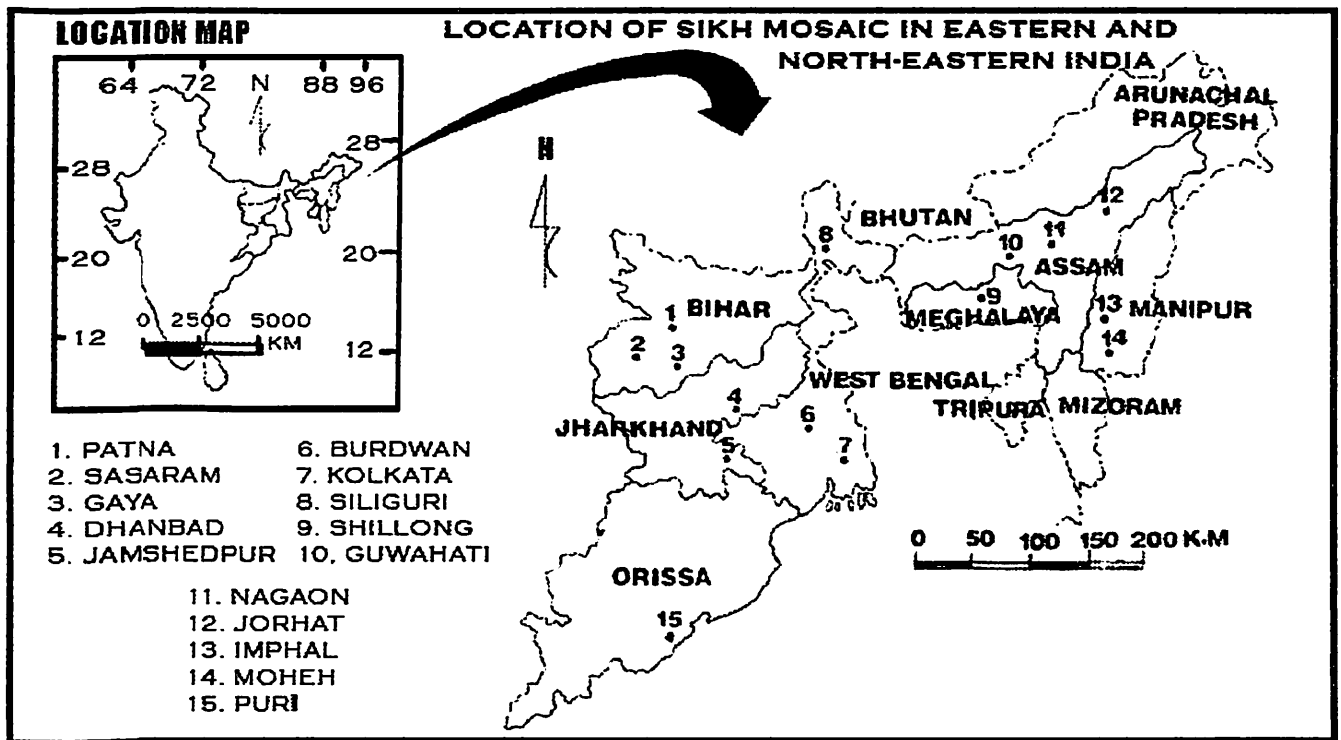 LOCATION MAP
LOCATION OF SIKH MOSAIC IN EASTERN AND
NORTH-EASTERN INDIA
64 72 N 88 96
28 28
20 20
12 12
0 2500 5000
KM
N
ARUNACHAL
PRADESH
BHUTAN
12
8
10
11
ASSAM
BIHAR
9
MEGHALAYA
13
MANIPUR
1
2
3
14
WEST BENGAL
TRIPURA
MIZORAM
4
6
JHARKHAND
5
7
ORISSA
15
0 50 100 150 200 K.M
1. PATNA
2. SASARAM
3. GAYA
4. DHANBAD
5. JAMSHEDPUR
6. BURDWAN
7. KOLKATA
8. SILIGURI
9. SHILLONG
10, GUWAHATI
11. NAGAON
12. JORHAT
13. IMPHAL
14. MOHEH
15. PURI